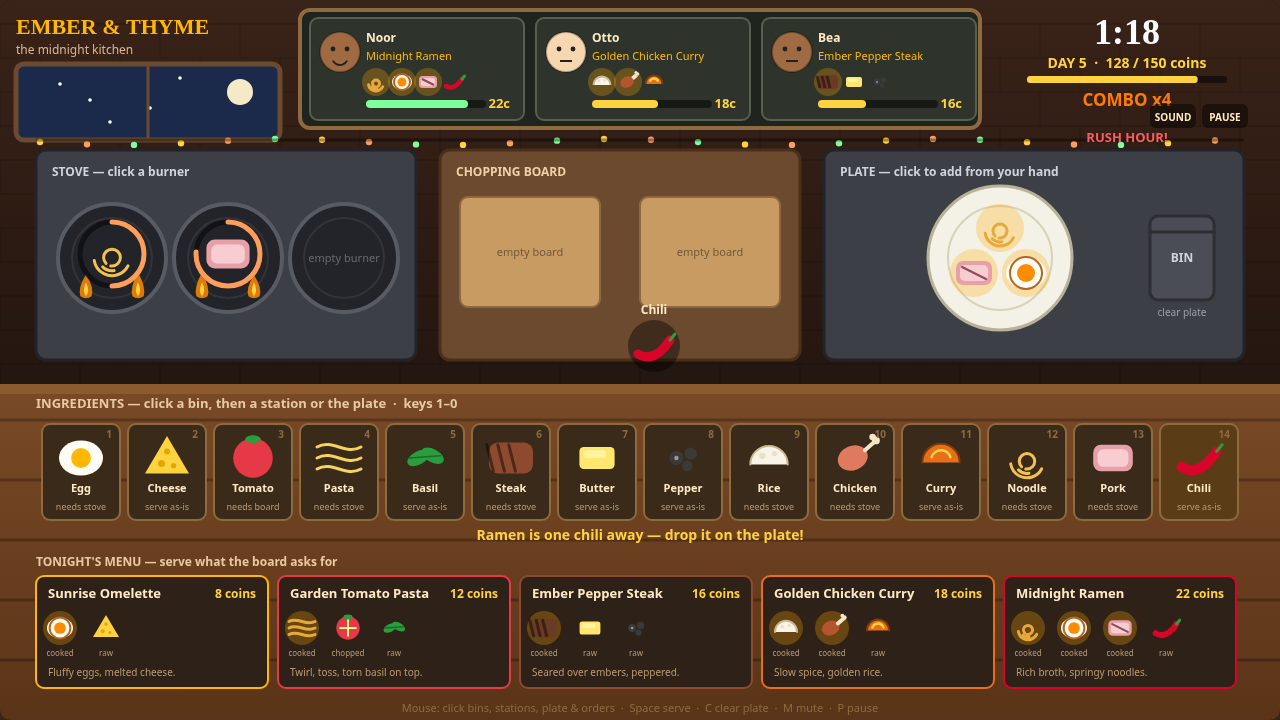 EMBER & THYME
the midnight kitchen
Noor
Midnight Ramen
22c
Otto
Golden Chicken Curry
18c
Bea
Ember Pepper Steak
16c
1:18
DAY 5 · 128 / 150 coins
COMBO x4
SOUND
PAUSE
RUSH HOUR!
STOVE — click a burner
empty burner
CHOPPING BOARD
empty board
empty board
Chili
PLATE — click to add from your hand
BIN
clear plate
INGREDIENTS — click a bin, then a station or the plate · keys 1–0
1
Egg
needs stove
2
Cheese
serve as-is
3
Tomato
needs board
4
Pasta
needs stove
5
Basil
serve as-is
6
Steak
needs stove
7
Butter
serve as-is
8
Pepper
serve as-is
9
Rice
needs stove
10
Chicken
needs stove
11
Curry
serve as-is
12
Noodle
needs stove
13
Pork
needs stove
14
Chili
serve as-is
Ramen is one chili away — drop it on the plate!
TONIGHT'S MENU — serve what the board asks for
Sunrise Omelette 8 coins
cooked raw
Fluffy eggs, melted cheese.
Garden Tomato Pasta 12 coins
cooked chopped raw
Twirl, toss, torn basil on top.
Ember Pepper Steak 16 coins
cooked raw raw
Seared over embers, peppered.
Golden Chicken Curry 18 coins
cooked cooked raw
Slow spice, golden rice.
Midnight Ramen 22 coins
cooked cooked cooked raw
Rich broth, springy noodles.
Mouse: click bins, stations, plate & orders · Space serve · C clear plate · M mute · P pause